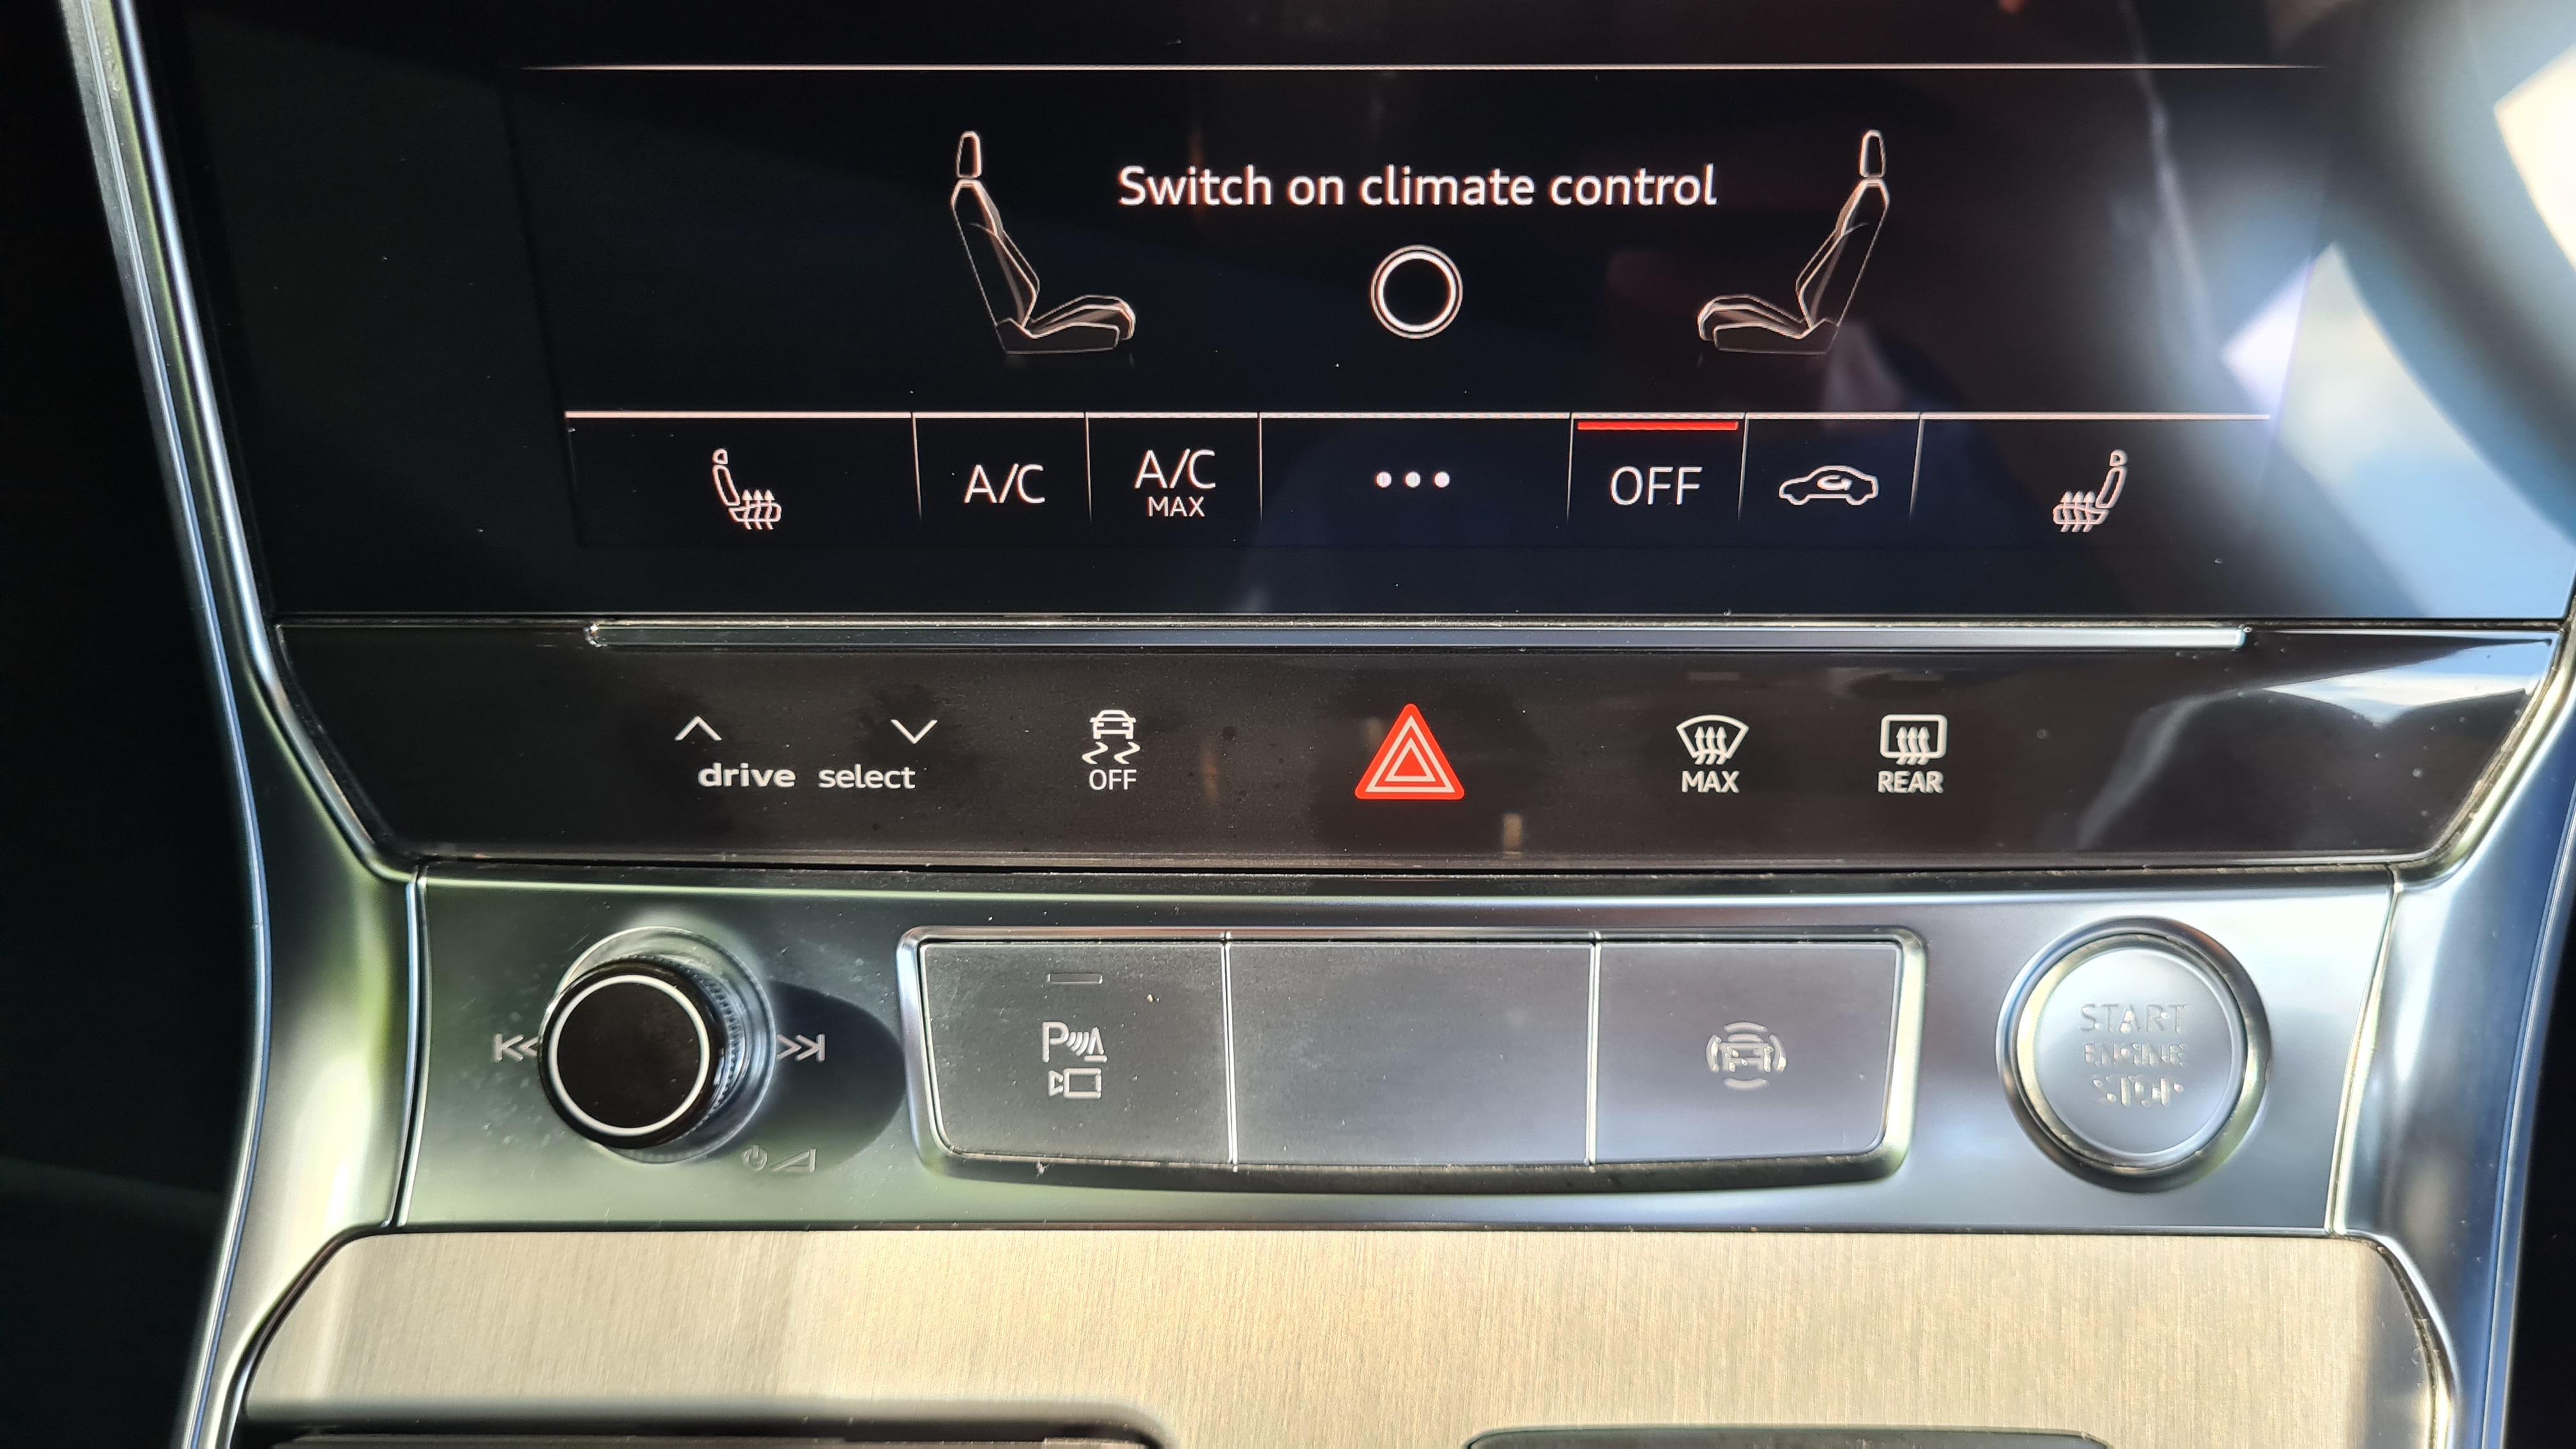 Switch on climate control
A/C
A/C
MAX
OFF
drive select
OFF
MAX
REAR
P
START
ENGINE
STOP